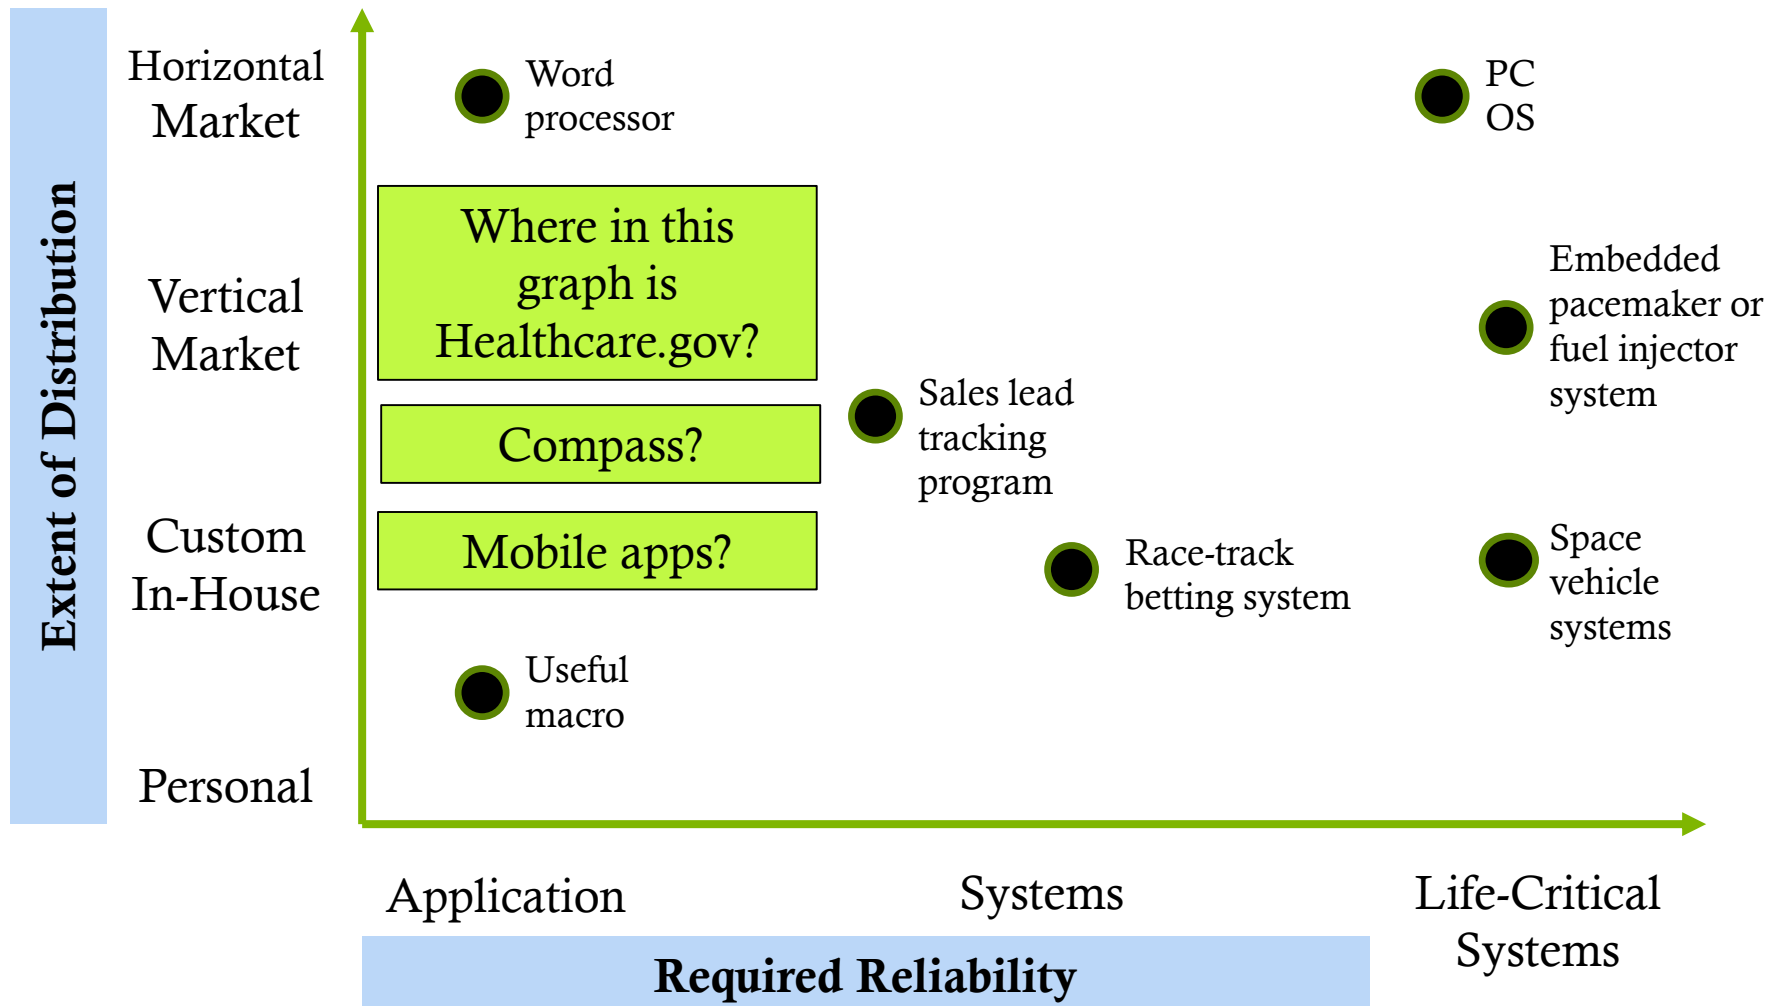 Extent of Distribution
Horizontal
Market
Vertical
Market
Custom
In-House
Personal
Word
processor
PC
OS
Where in this
graph is
Healthcare.gov?
Embedded
pacemaker or
fuel injector
system
Compass?
Sales lead
tracking
program
Mobile apps?
Race-track
betting system
Space
vehicle
systems
Useful
macro
Application
Systems
Life-Critical
Systems
Required Reliability